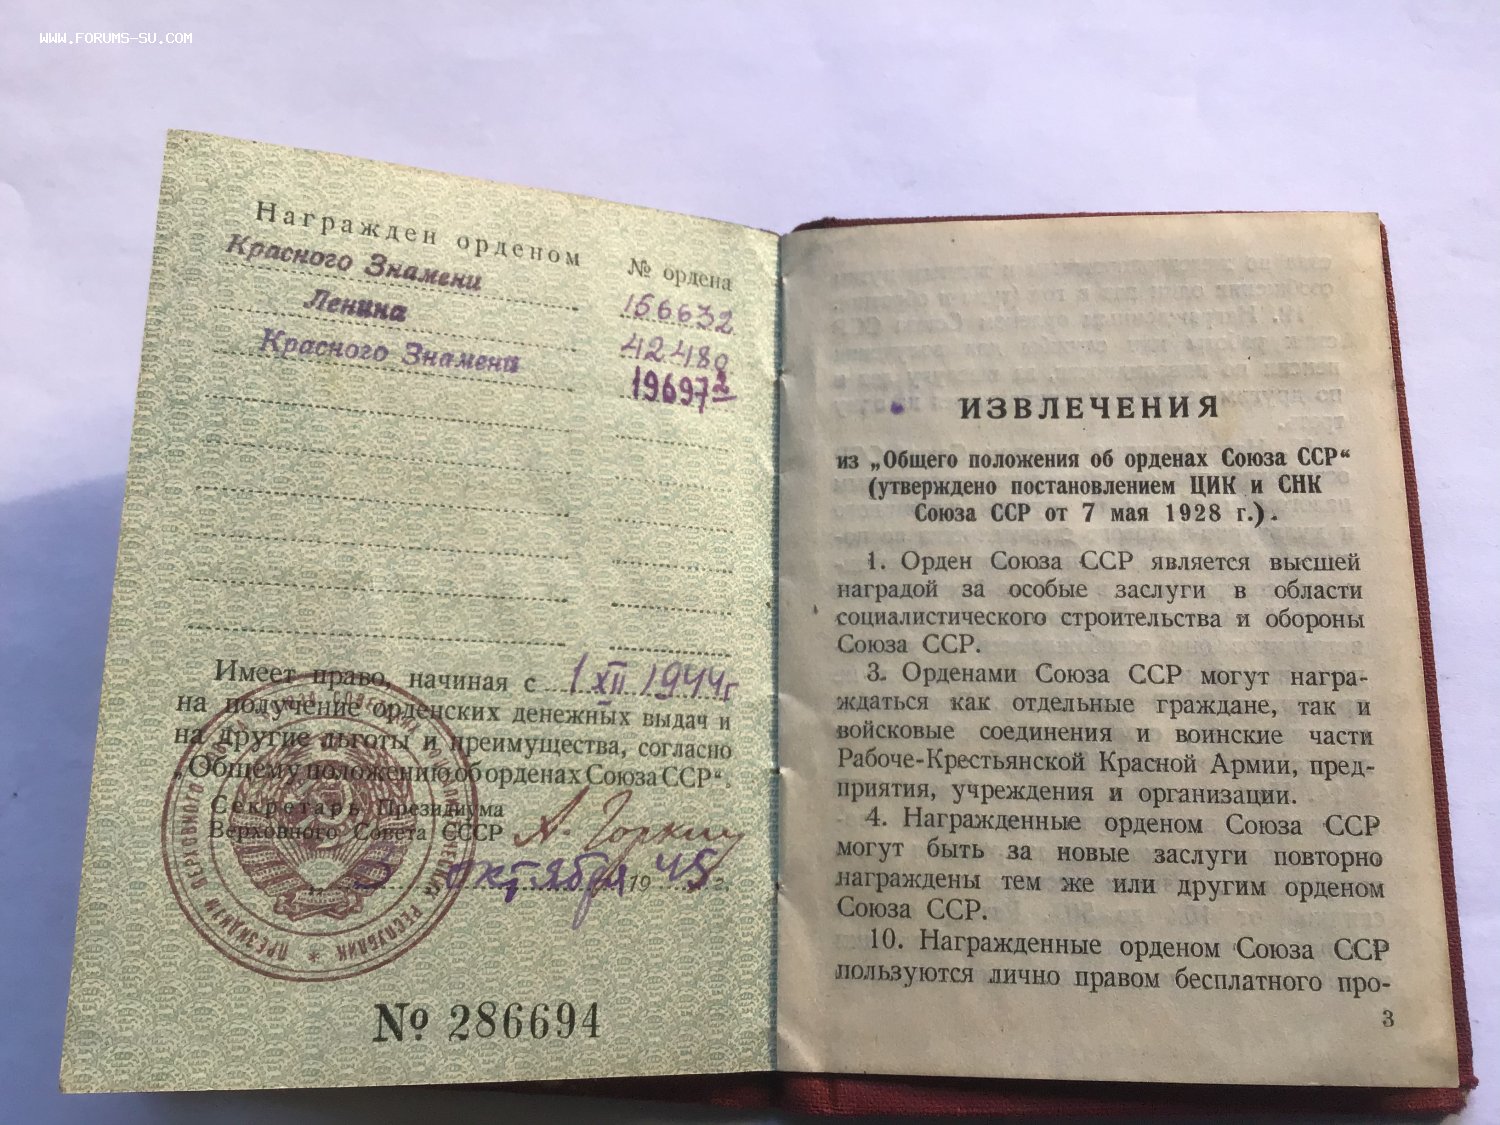 WWW.FORUMS-SU.COM
Награжден орденом
№ ордена
Красного Знамени 156632
Ленина 42480
Красного Знамени 196972
Имеет право, начиная с 1 XII 1944 г
на получение орденских денежных выдач и
на другие льготы и преимущества, согласно
„Общему положению об орденах Союза ССР“.
Секретарь Президиума
Верховного Совета СССР А. Горкин
3 октября 1945 г.
№ 286694
ИЗВЛЕЧЕНИЯ
из „Общего положения об орденах Союза ССР“
(утверждено постановлением ЦИК и СНК
Союза ССР от 7 мая 1928 г.).
1. Орден Союза ССР является высшей
наградой за особые заслуги в области
социалистического строительства и обороны
Союза ССР.
3. Орденами Союза ССР могут награ-
ждаться как отдельные граждане, так и
войсковые соединения и воинские части
Рабоче-Крестьянской Красной Армии, пред-
приятия, учреждения и организации.
4. Награжденные орденом Союза ССР
могут быть за новые заслуги повторно
награждены тем же или другим орденом
Союза ССР.
10. Награжденные орденом Союза ССР
пользуются лично правом бесплатного про-
3